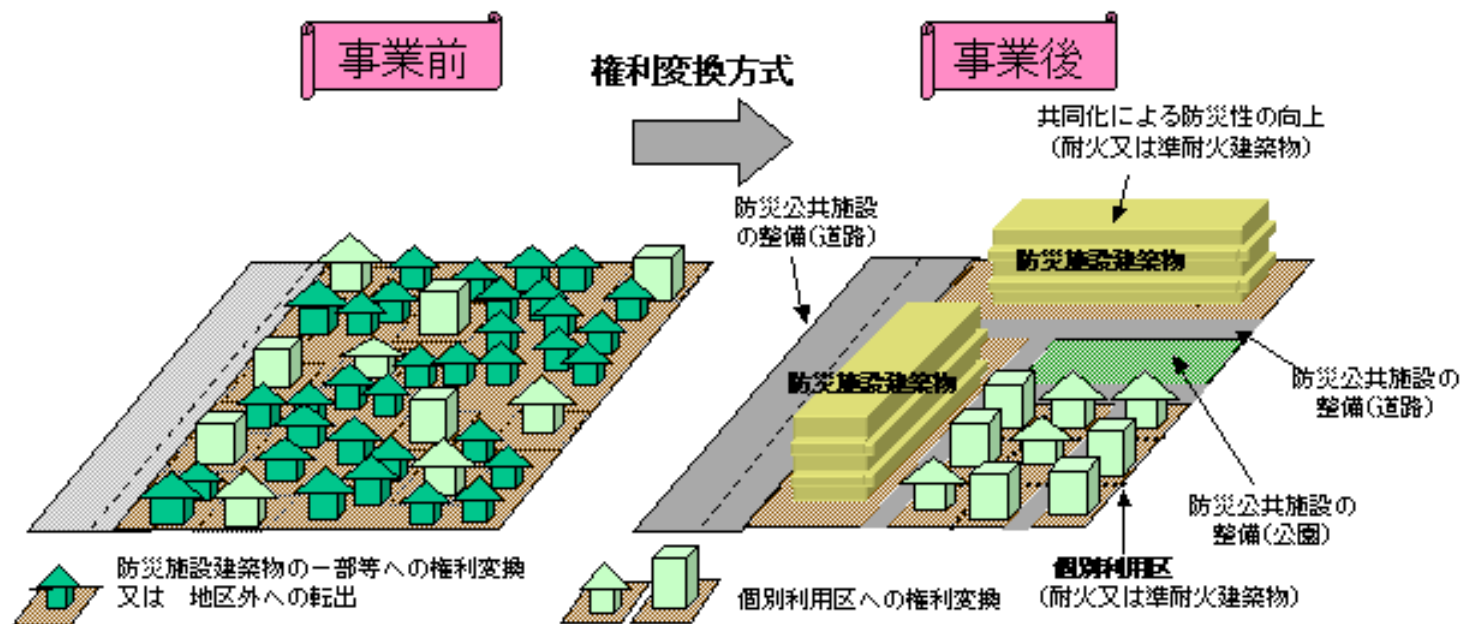 事業前
権利変換方式
事業後
共同化による防災性の向上
(耐火又は準耐火建築物)
防災公共施設
の整備(道路)
防災施設建築物
防災施設建築物
防災公共施設の
整備(道路)
防災公共施設の
整備(公園)
個別利用区
(耐火又は準耐火建築物)
防災施設建築物の一部等への権利変換
又は 地区外への転出
個別利用区への権利変換